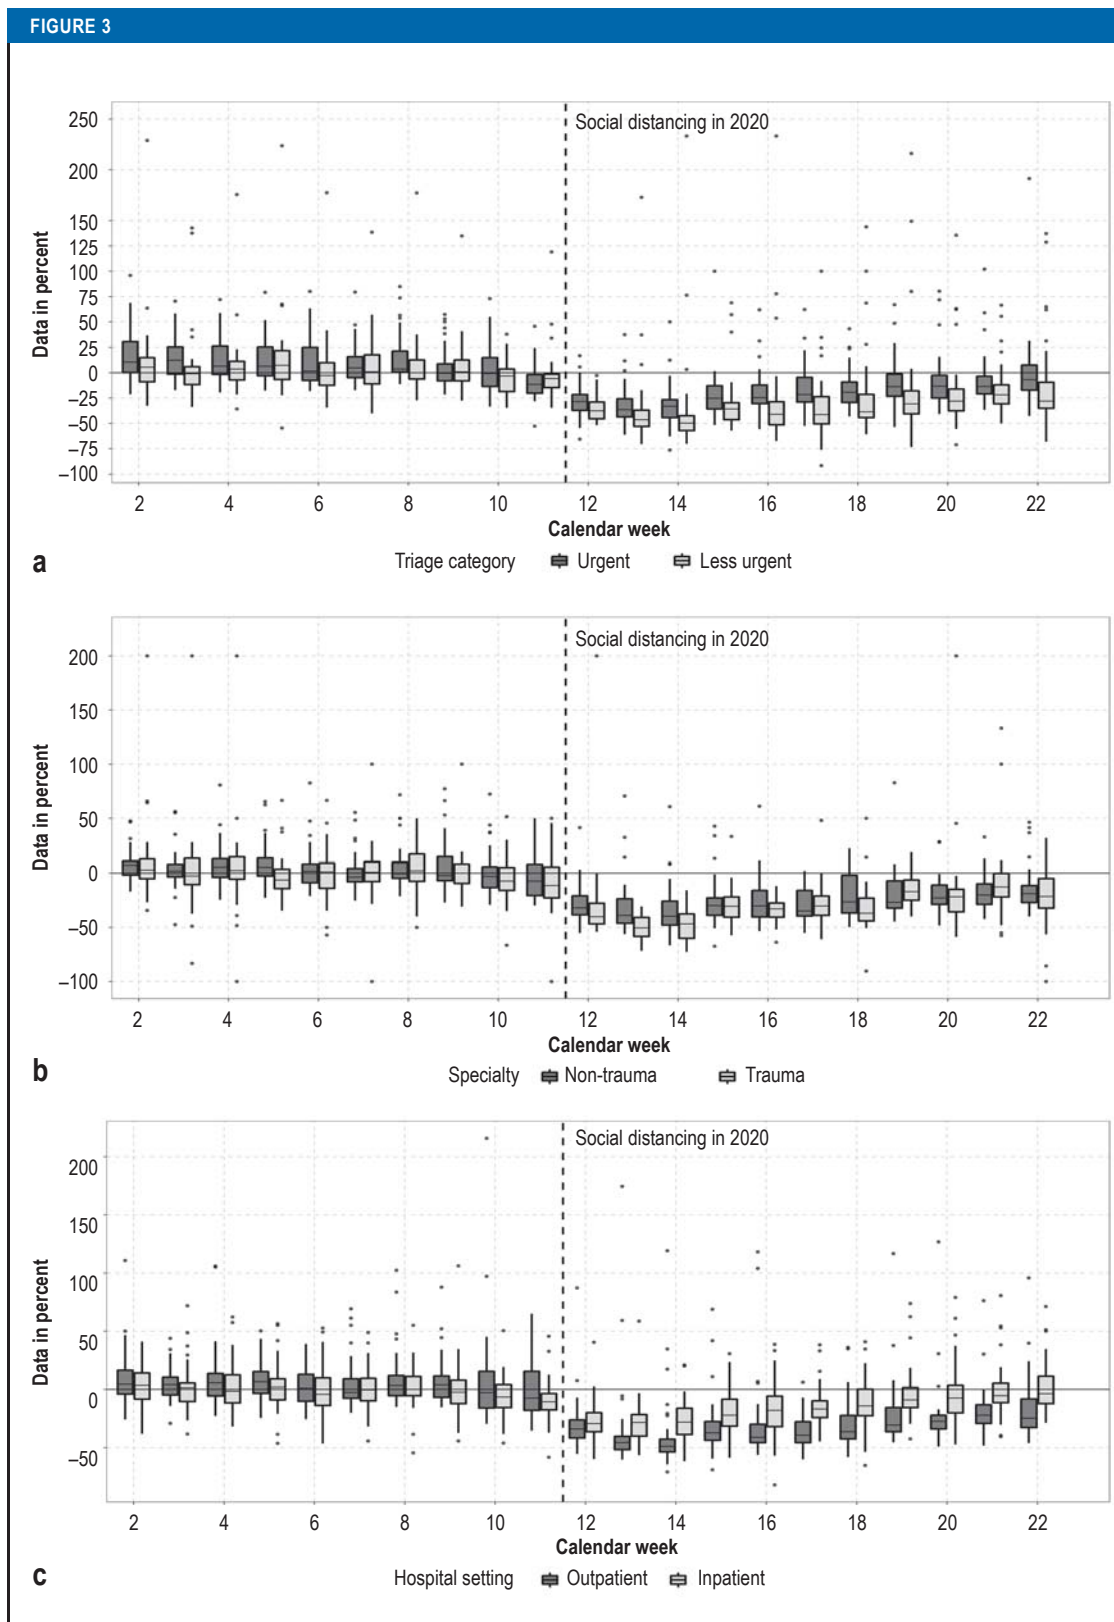 FIGURE 3
Social distancing in 2020
250
200
150
125
100
75
50
25
0
–25
–50
–75
–100
Data in percent
2 4 6 8 10 12 14 16 18 20 22
Calendar week
a
Triage category Urgent Less urgent
Social distancing in 2020
200
150
100
50
0
–50
–100
Data in percent
2 4 6 8 10 12 14 16 18 20 22
Calendar week
b
Specialty Non-trauma Trauma
Social distancing in 2020
200
150
100
50
0
–50
Data in percent
2 4 6 8 10 12 14 16 18 20 22
Calendar week
c
Hospital setting Outpatient Inpatient